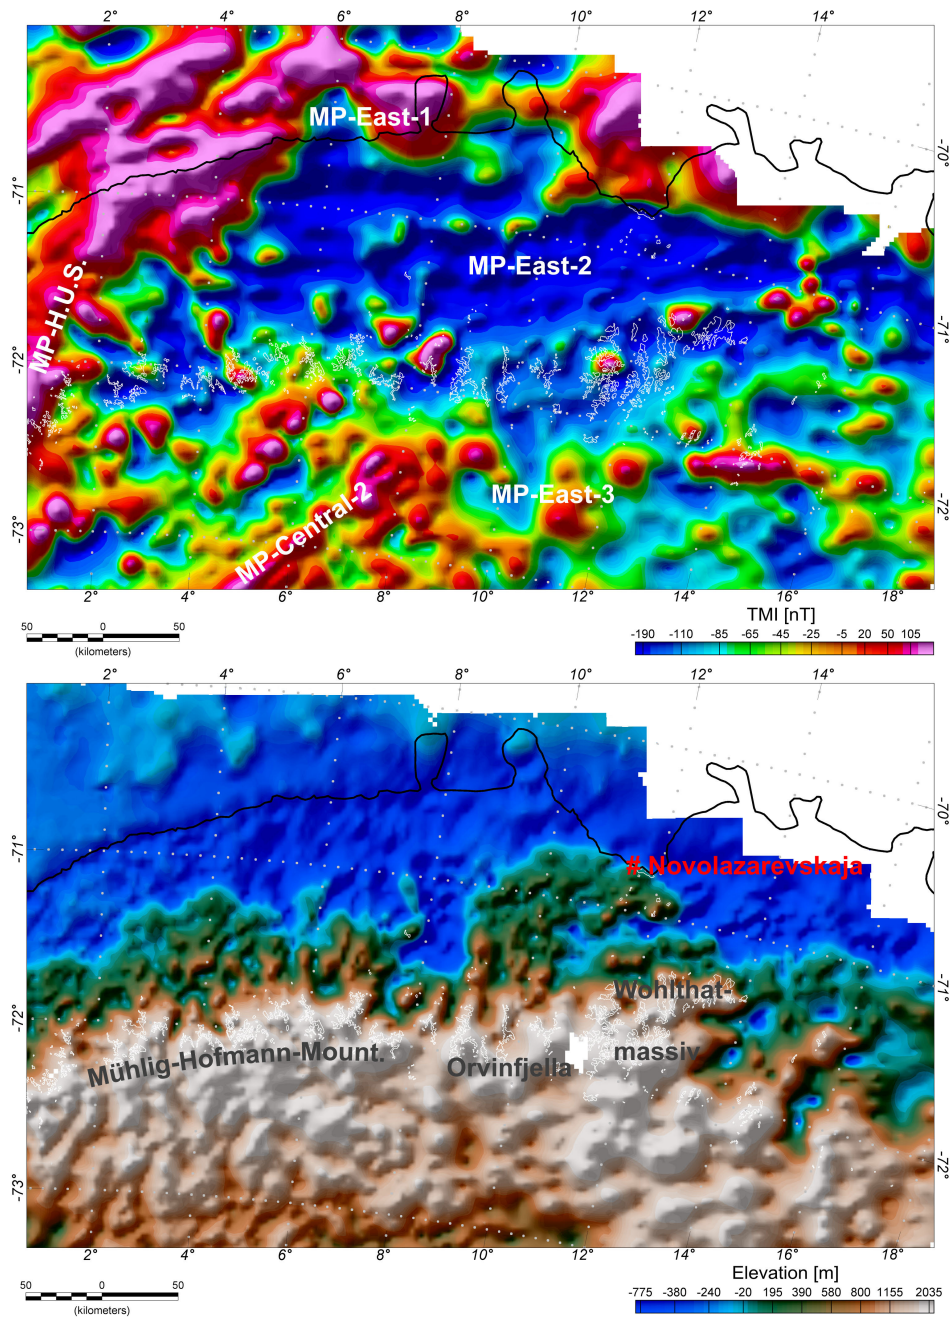 2° 4° 6° 8° 10° 12° 14°
MP-East-1
-70°
-71°
MP-East-2
MP-H.U.S.
-71°
-72°
MP-East-3
MP-Central-2
-72°
-73°
2° 4° 6° 8° 10° 12° 14° 16° 18°
TMI [nT]
50 0 50
(kilometers)
-190 -110 -85 -65 -45 -25 -5 20 50 105
2° 4° 6° 8° 10° 12° 14°
-70°
-71°
# Novolazarevskaja
-71°
Wohlthat-
-72°
massiv
Mühlig-Hofmann-Mount.
Orvinfjella
-72°
-73°
2° 4° 6° 8° 10° 12° 14° 16° 18°
Elevation [m]
50 0 50
(kilometers)
-775 -380 -240 -20 195 390 580 800 1155 2035